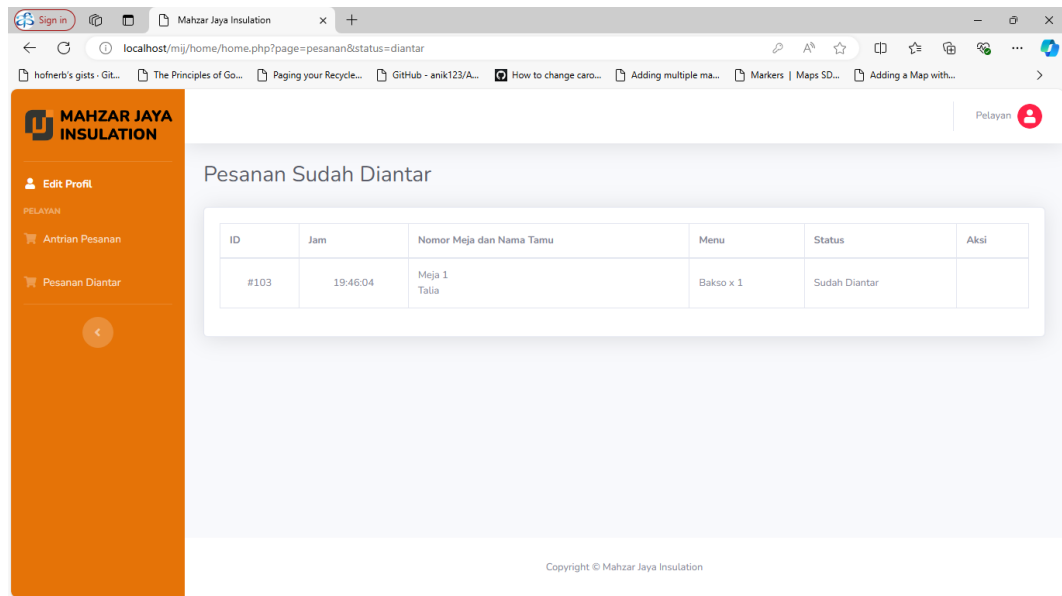 Sign in
Mahzar Jaya Insulation
localhost/mij/home/home.php?page=pesanan&status=diantar
hofnerb's gists · Git...
The Principles of Go...
Paging your Recycle...
GitHub - anik123/A...
How to change caro...
Adding multiple ma...
Markers | Maps SD...
Adding a Map with...
MAHZAR JAYA
INSULATION
Pelayan
Edit Profil
PELAYAN
Antrian Pesanan
Pesanan Diantar
Pesanan Sudah Diantar
ID Jam Nomor Meja dan Nama Tamu Menu Status Aksi
#103 19:46:04 Meja 1 Bakso x 1 Sudah Diantar
Talia
Copyright © Mahzar Jaya Insulation